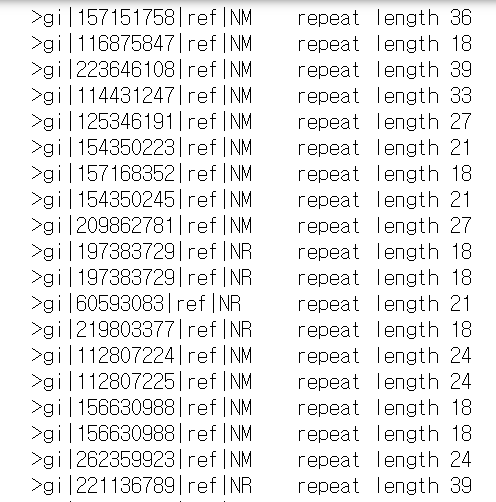 >gi|157151758|ref|NM repeat length 36
>gi|116875847|ref|NM repeat length 18
>gi|223646108|ref|NM repeat length 39
>gi|114431247|ref|NM repeat length 33
>gi|125346191|ref|NM repeat length 27
>gi|154350223|ref|NM repeat length 21
>gi|157168352|ref|NM repeat length 18
>gi|154350245|ref|NM repeat length 21
>gi|209862781|ref|NM repeat length 27
>gi|197383729|ref|NR repeat length 18
>gi|197383729|ref|NR repeat length 18
>gi|60593083|ref|NR repeat length 21
>gi|219803377|ref|NR repeat length 18
>gi|112807224|ref|NM repeat length 24
>gi|112807225|ref|NM repeat length 24
>gi|156630988|ref|NM repeat length 18
>gi|156630988|ref|NM repeat length 18
>gi|262359923|ref|NM repeat length 24
>gi|221136789|ref|NR repeat length 39